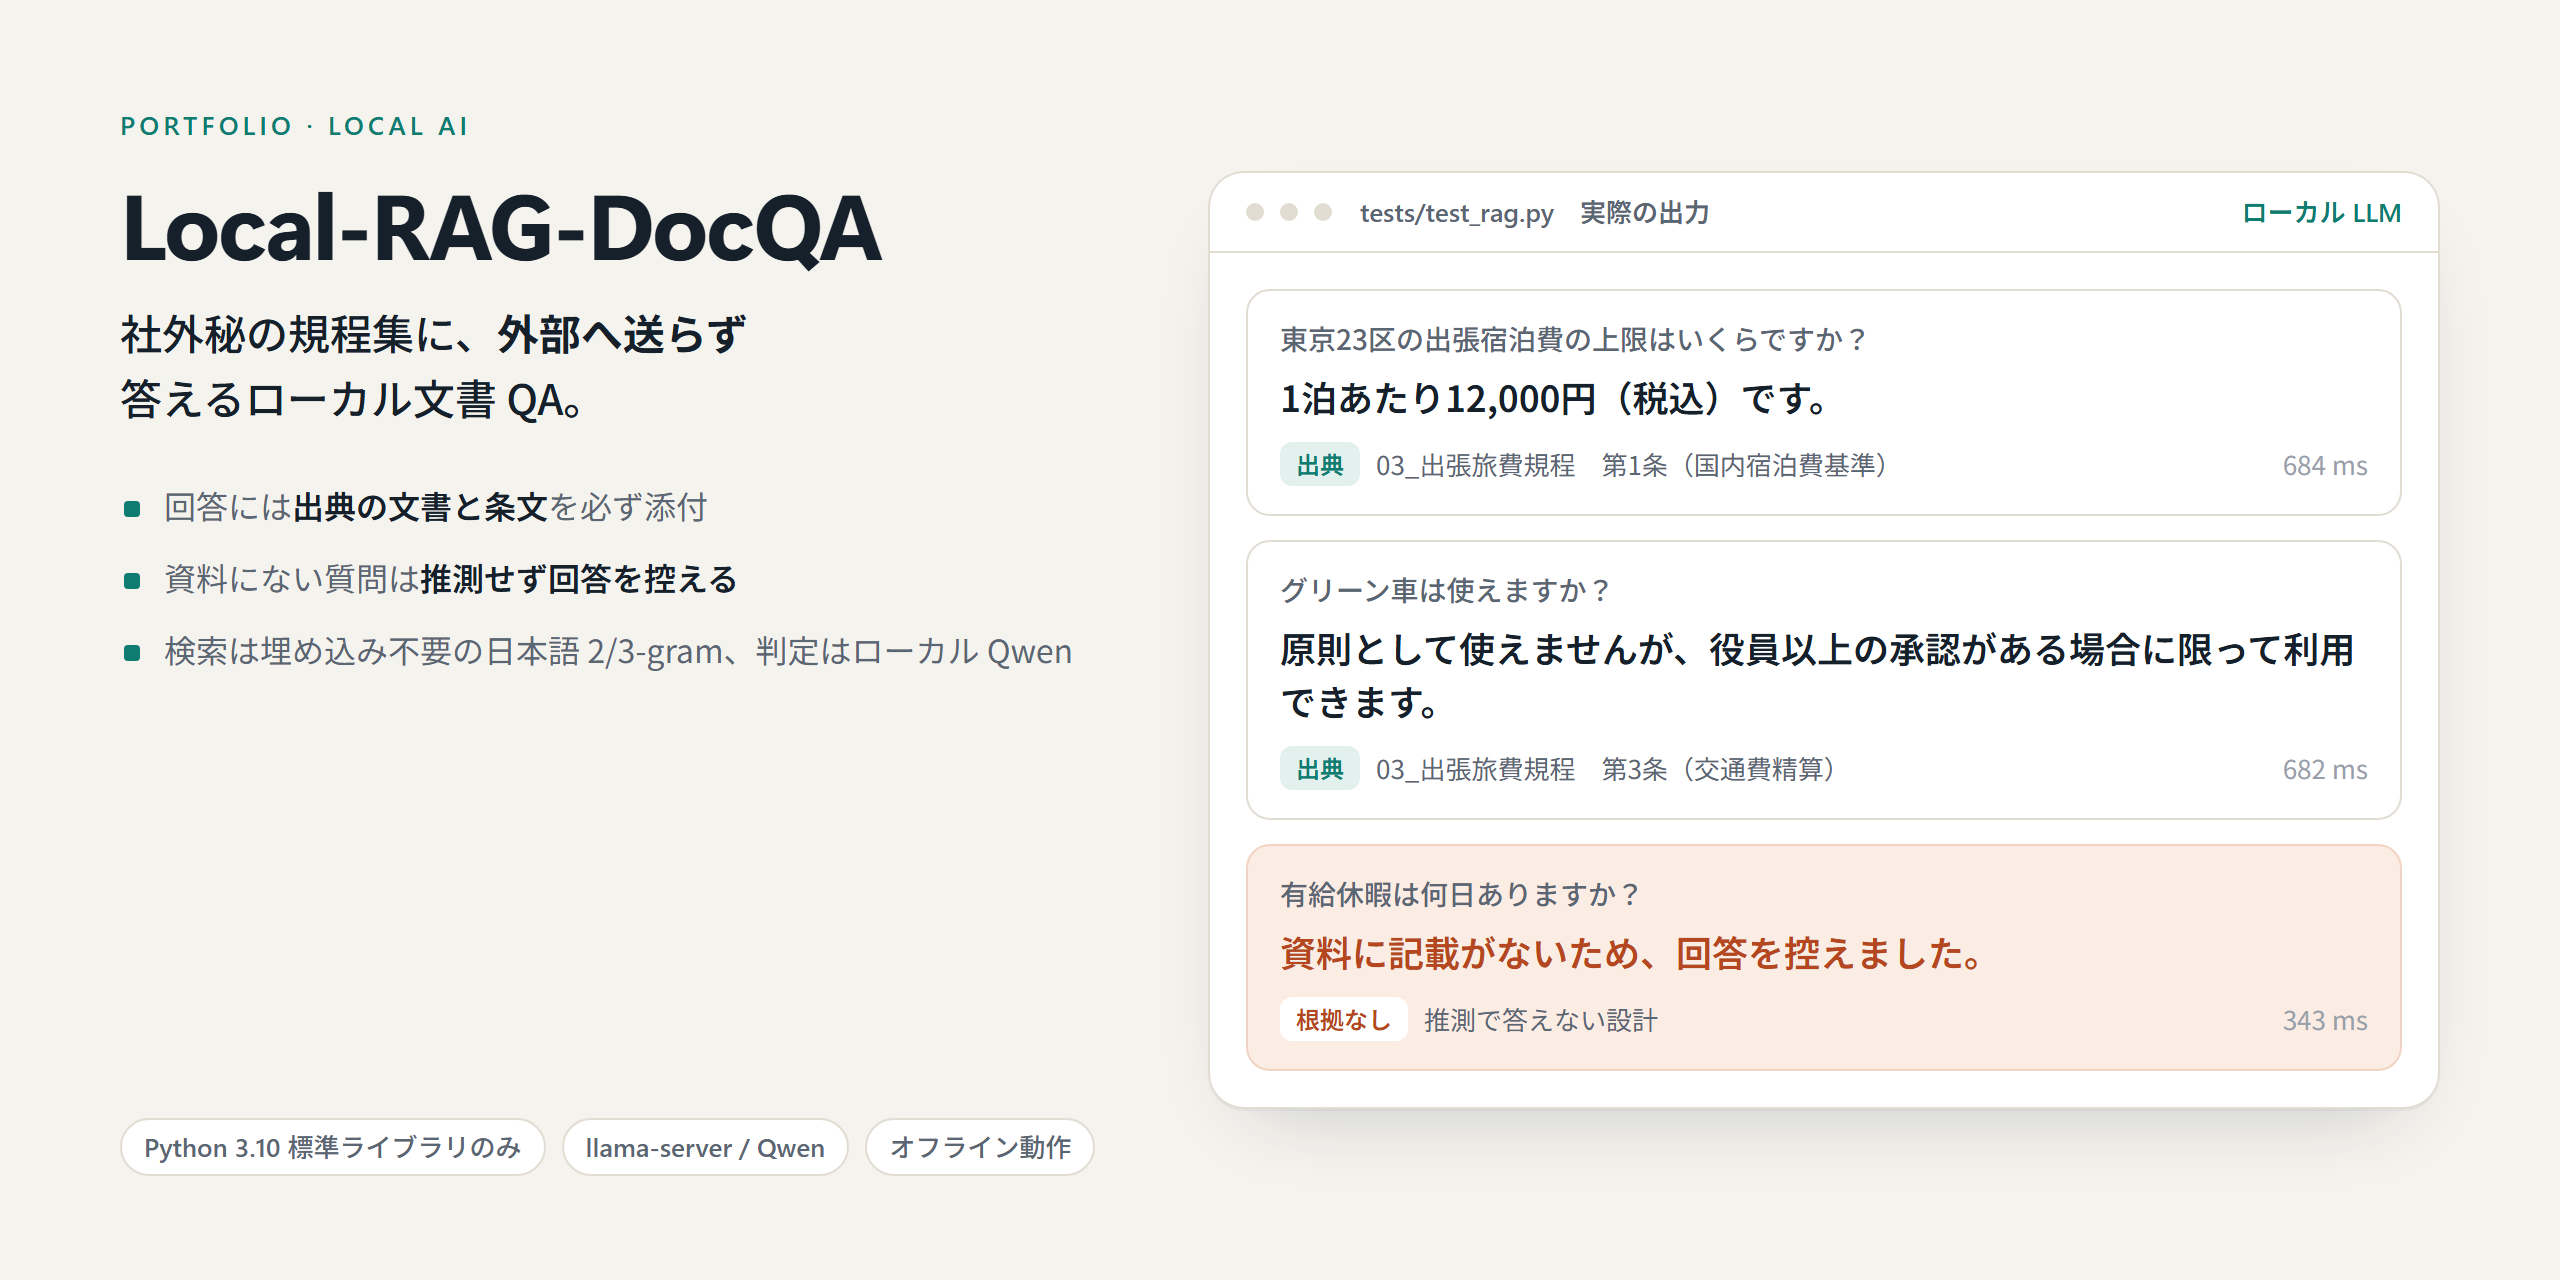 PORTFOLIO · LOCAL AI
Local-RAG-DocQA
社外秘の規程集に、外部へ送らず
答えるローカル文書 QA。
回答には出典の文書と条文を必ず添付
資料にない質問は推測せず回答を控える
検索は埋め込み不要の日本語 2/3-gram、判定はローカル Qwen
Python 3.10 標準ライブラリのみ
llama-server / Qwen
オフライン動作
tests/test_rag.py 実際の出力
ローカル LLM
東京23区の出張宿泊費の上限はいくらですか？
1泊あたり12,000円（税込）です。
出典 03_出張旅費規程　第1条（国内宿泊費基準） 684 ms
グリーン車は使えますか？
原則として使えませんが、役員以上の承認がある場合に限って利用
できます。
出典 03_出張旅費規程　第3条（交通費精算） 682 ms
有給休暇は何日ありますか？
資料に記載がないため、回答を控えました。
根拠なし 推測で答えない設計 343 ms